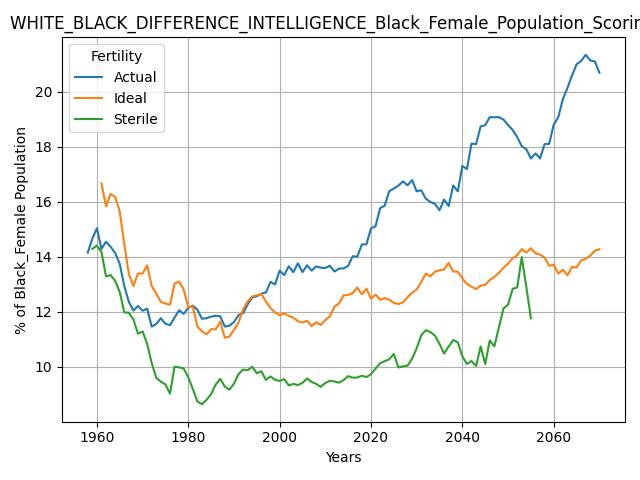 WHITE_BLACK_DIFFERENCE_INTELLIGENCE_Black_Female_Population_Scorin
Fertility
Actual
Ideal
Sterile
% of Black_Female Population
20
18
16
14
12
10
1960
1980
2000
2020
2040
2060
Years